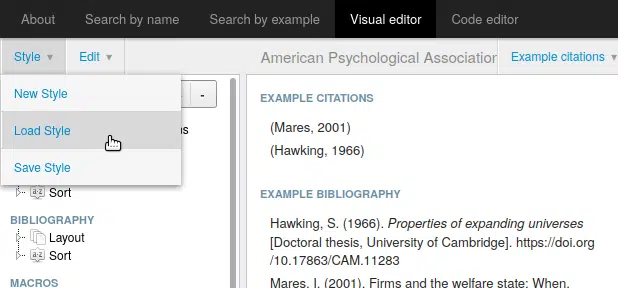 About Search by name Search by example Visual editor Code editor
Style ▼ Edit ▼ American Psychological Association Example citations ▼
New Style
Load Style
Save Style
-
Sort
BIBLIOGRAPHY
Layout
Sort
MACROS
EXAMPLE CITATIONS
(Mares, 2001)
(Hawking, 1966)
EXAMPLE BIBLIOGRAPHY
Hawking, S. (1966). Properties of expanding universes
[Doctoral thesis, University of Cambridge]. https://doi.org
/10.17863/CAM.11283
Mares, I. (2001). Firms and the welfare state: When,